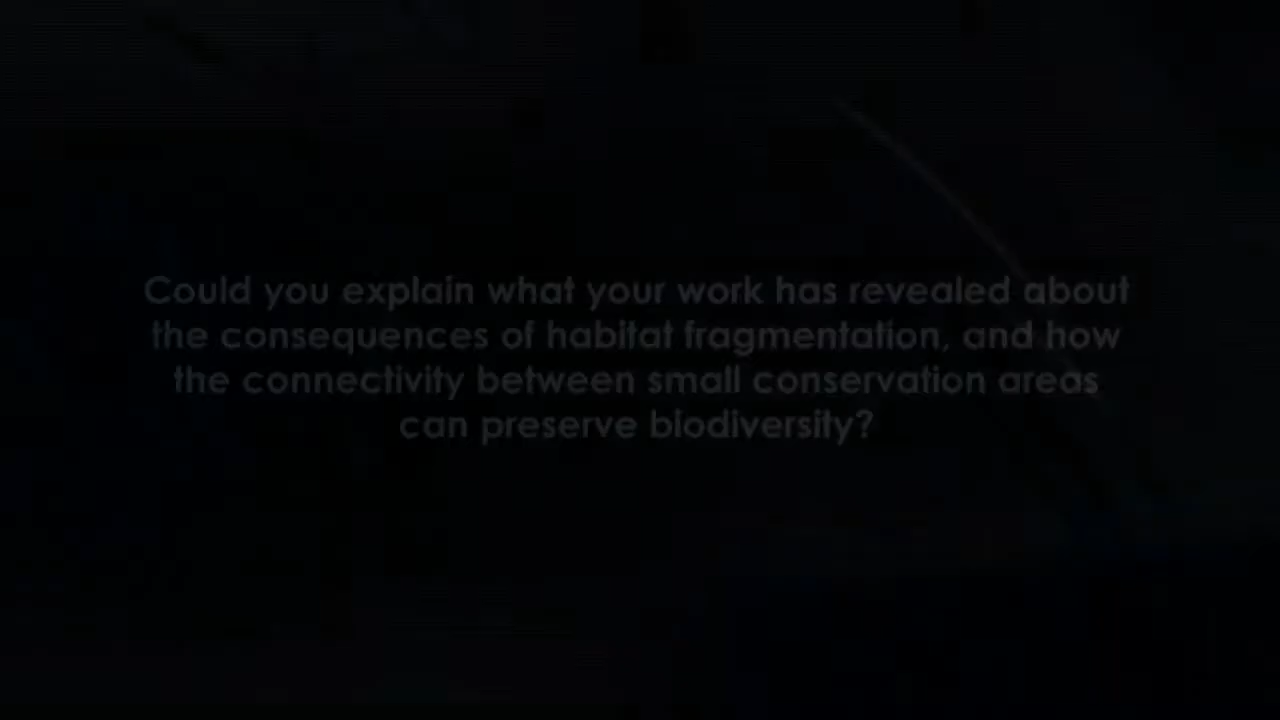 Could you explain what your work has revealed about
the consequences of habitat fragmentation, and how
the connectivity between small conservation areas
can preserve biodiversity?